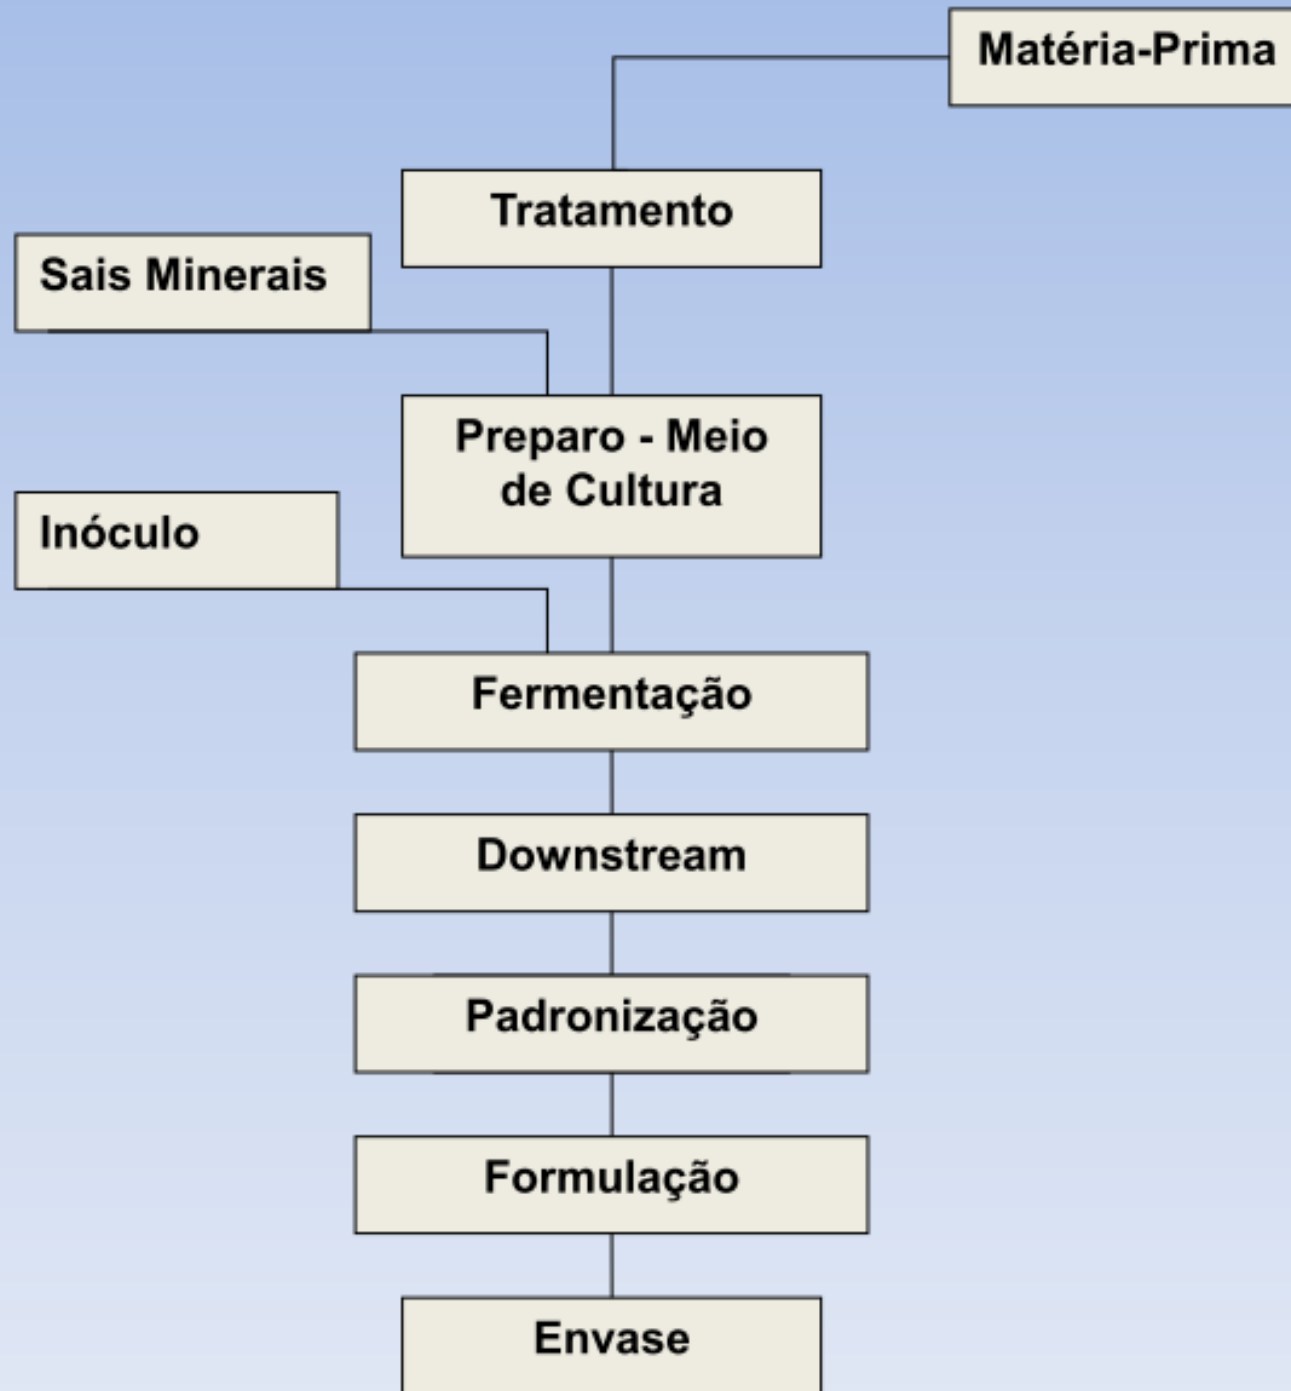 Matéria-Prima
Tratamento
Sais Minerais
Preparo - Meio
de Cultura
Inóculo
Fermentação
Downstream
Padronização
Formulação
Envase